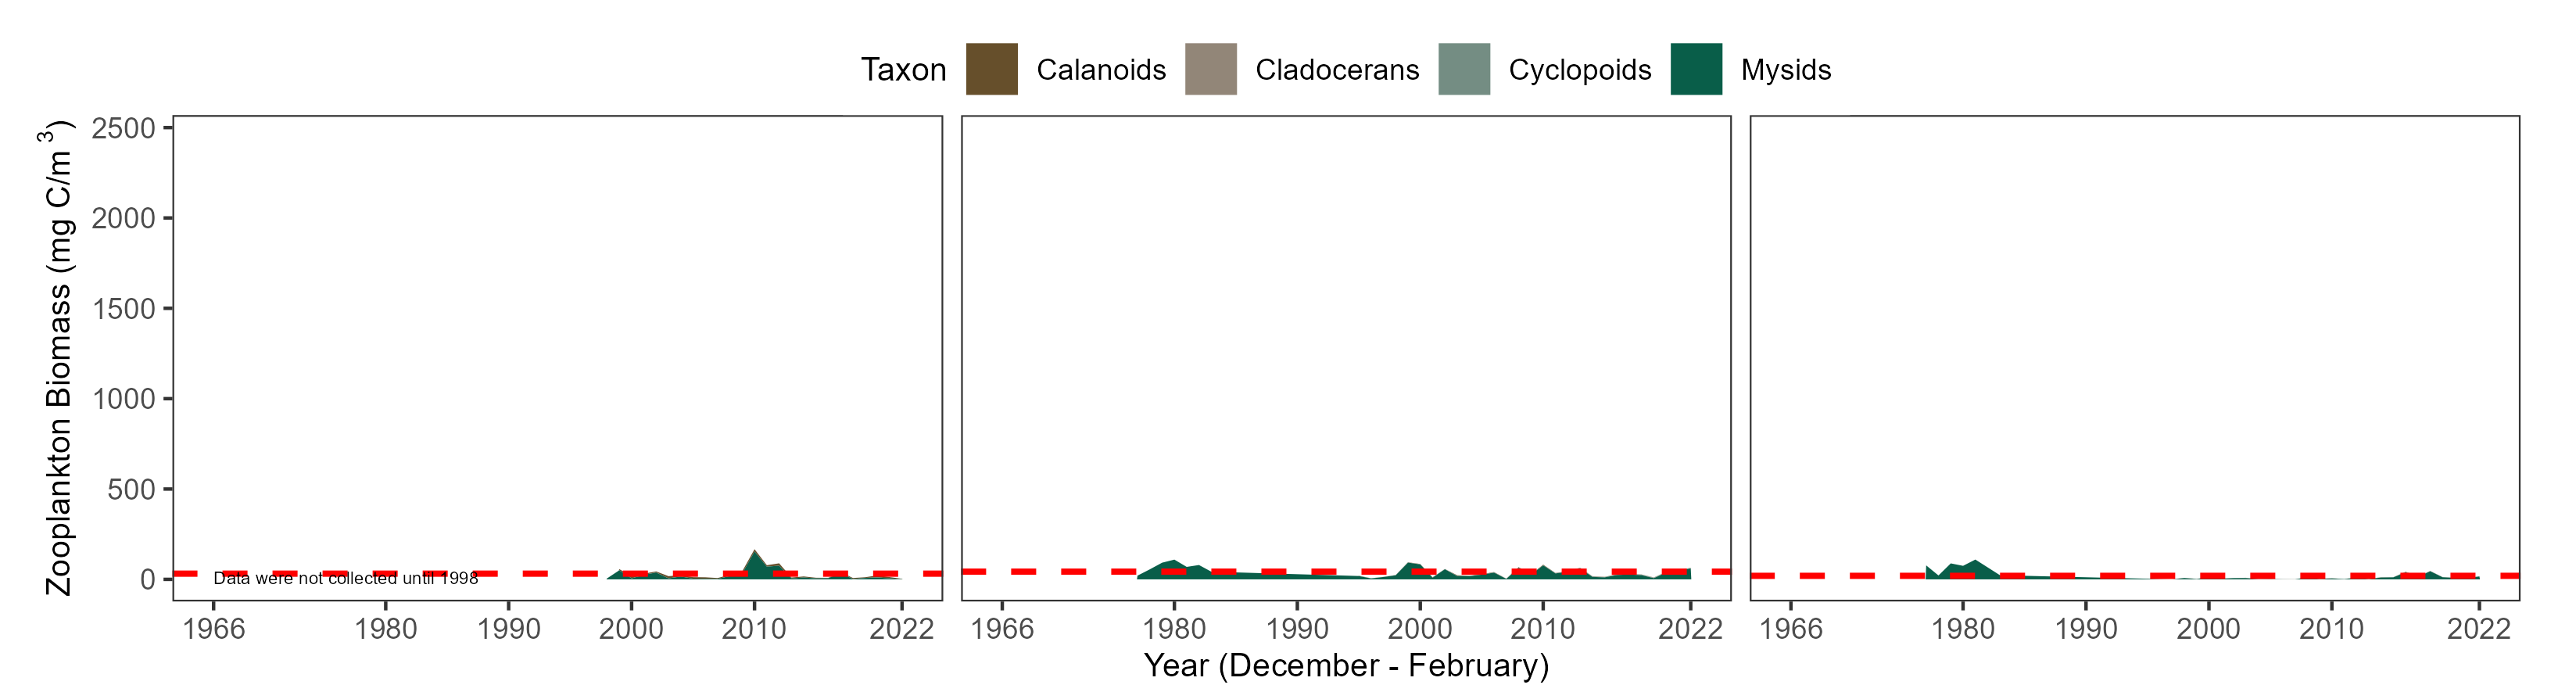 Taxon Calanoids Cladocerans Cyclopoids Mysids
Zooplankton Biomass (mg C/m³)
2500
2000
1500
1000
500
0
Data were not collected until 1998
1966 1980 1990 2000 2010 2022 1966 1980 1990 2000 2010 2022 1966 1980 1990 2000 2010 2022
Year (December - February)